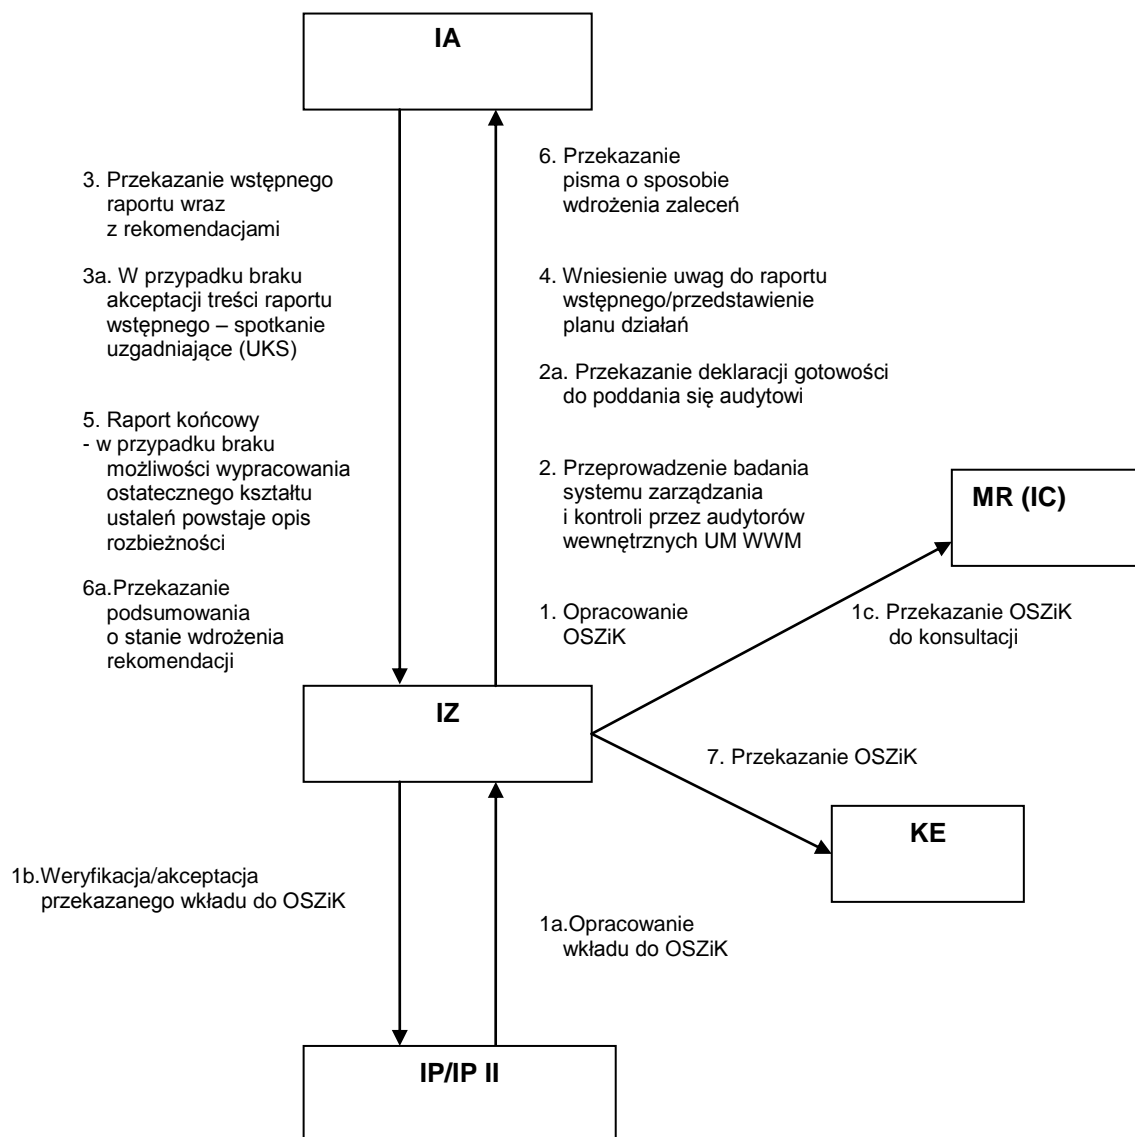 IA
3. Przekazanie wstępnego
raportu wraz
z rekomendacjami
3a. W przypadku braku
akceptacji treści raportu
wstępnego – spotkanie
uzgadniające (UKS)
5. Raport końcowy
- w przypadku braku
możliwości wypracowania
ostatecznego kształtu
ustaleń powstaje opis
rozbieżności
6a.Przekazanie
podsumowania
o stanie wdrożenia
rekomendacji
6. Przekazanie
pisma o sposobie
wdrożenia zaleceń
4. Wniesienie uwag do raportu
wstępnego/przedstawienie
planu działań
2a. Przekazanie deklaracji gotowości
do poddania się audytowi
2. Przeprowadzenie badania
systemu zarządzania
i kontroli przez audytorów
wewnętrznych UM WWM
1. Opracowanie
OSZiK
MR (IC)
1c. Przekazanie OSZiK
do konsultacji
IZ
7. Przekazanie OSZiK
KE
1b.Weryfikacja/akceptacja
przekazanego wkładu do OSZiK
1a.Opracowanie
wkładu do OSZiK
IP/IP II